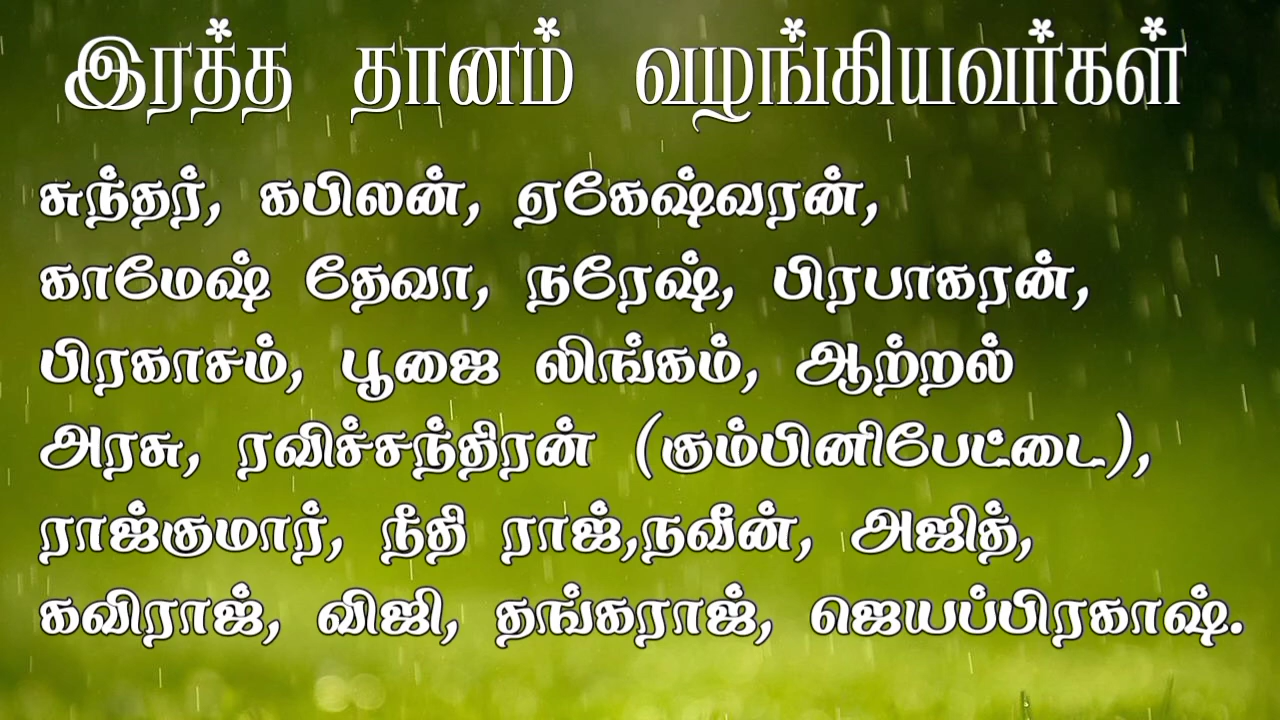 இரத்த தானம் வழங்கியவர்கள்
சுந்தர், கபிலன், ஏகேஷ்வரன்,
காமேஷ் தேவா, நரேஷ், பிரபாகரன்,
பிரகாசம், பூஜை லிங்கம், ஆற்றல்
அரசு, ரவிச்சந்திரன் (கும்பினிபேட்டை),
ராஜ்குமார், நீதி ராஜ்,நவீன், அஜித்,
கவிராஜ், விஜி, தங்கராஜ், ஜெயப்பிரகாஷ்.